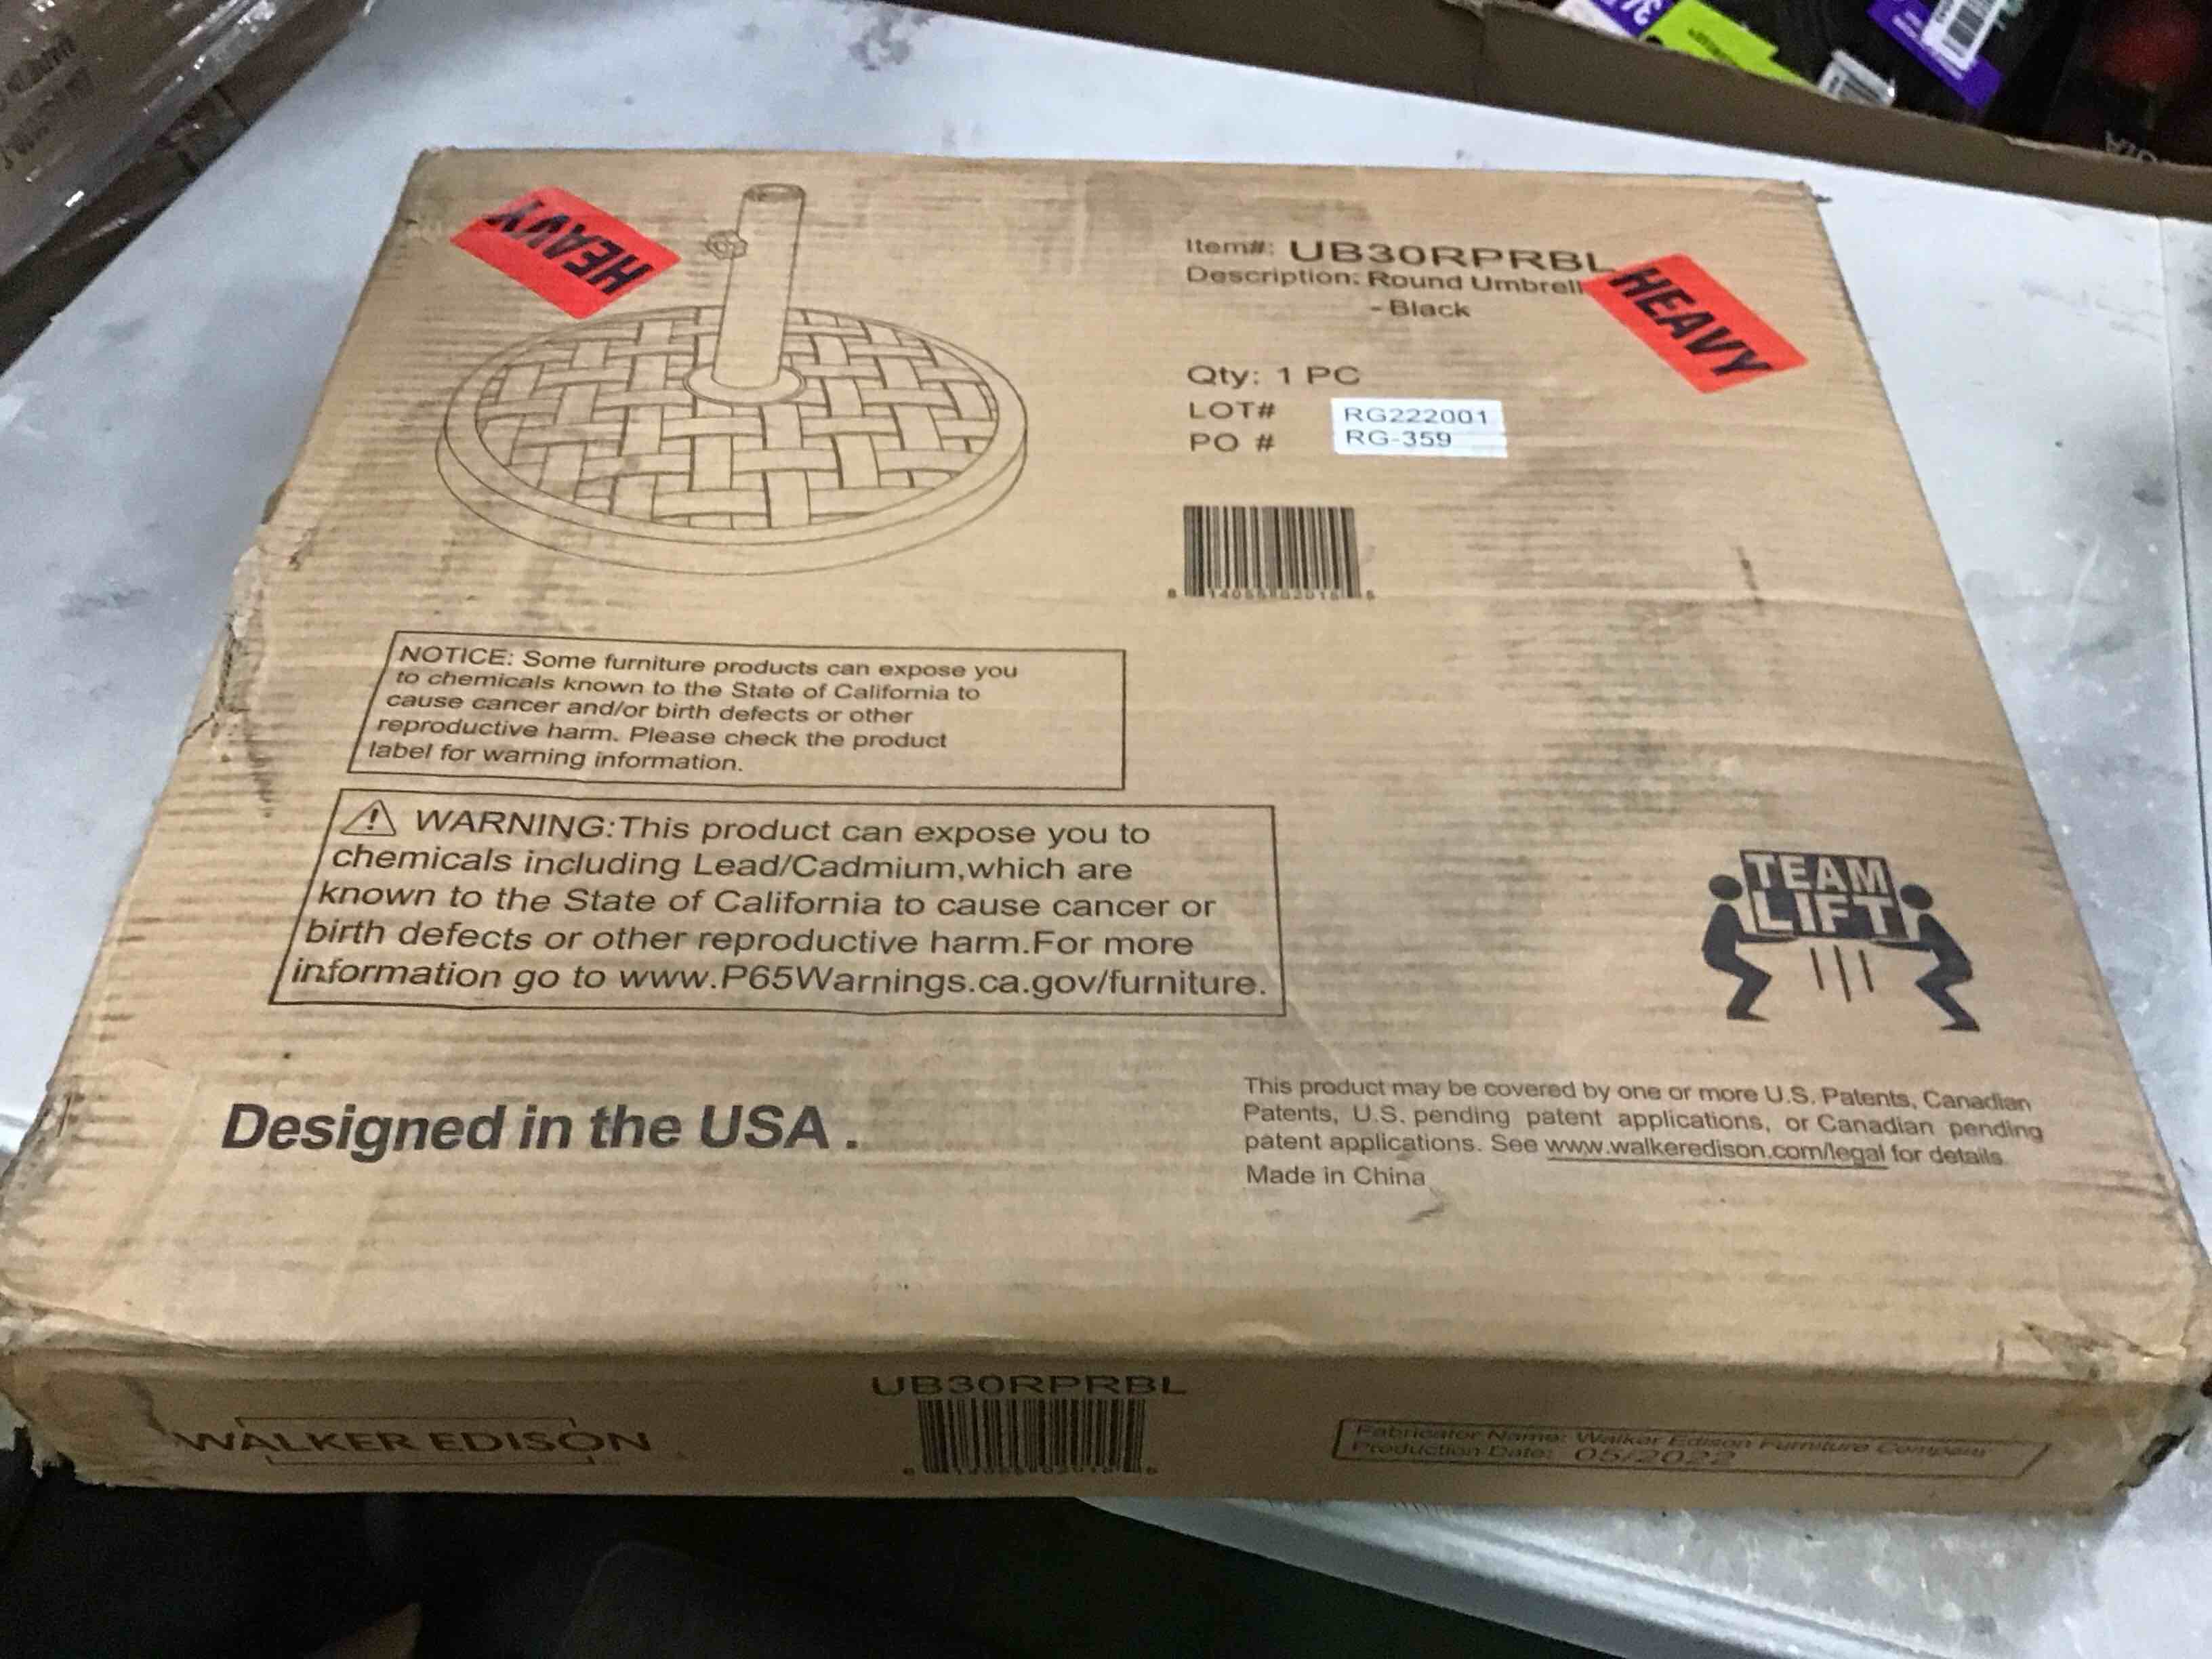 HEAVY
Item#: UB30RPRBL
Description: Round Umbrell
- Black
HEAVY
Qty: 1 PC
LOT# RG222001
PO # RG-359
NOTICE: Some furniture products can expose you
to chemicals known to the State of California to
cause cancer and/or birth defects or other
reproductive harm. Please check the product
label for warning information.
WARNING:This product can expose you to
chemicals including Lead/Cadmium,which are
known to the State of California to cause cancer or
birth defects or other reproductive harm.For more
information go to www.P65Warnings.ca.gov/furniture.
TEAM
LIFT
Designed in the USA .
This product may be covered by one or more U.S. Patents, Canadian
Patents, U.S. pending patent applications, or Canadian pending
patent applications. See www.walkeredison.com/legal for details.
Made in China
WALKER EDISON
UB30RPRBL
Fabricator Name: Walker Edison Furniture Company
Production Date: 05/2022